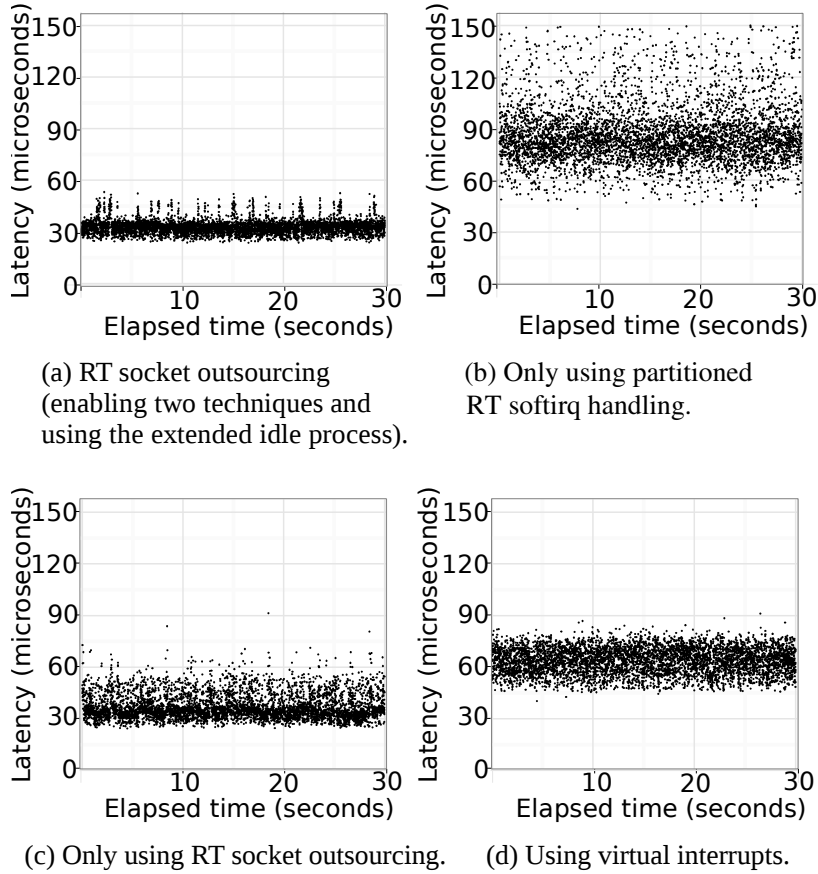 Latency (microseconds)
150
120
90
60
30
0
10
20
30
Elapsed time (seconds)
(a) RT socket outsourcing
(enabling two techniques and
using the extended idle process).
Latency (microseconds)
150
120
90
60
30
0
10
20
30
Elapsed time (seconds)
(b) Only using partitioned
RT softirq handling.
Latency (microseconds)
150
120
90
60
30
0
10
20
30
Elapsed time (seconds)
(c) Only using RT socket outsourcing.
Latency (microseconds)
150
120
90
60
30
0
10
20
30
Elapsed time (seconds)
(d) Using virtual interrupts.